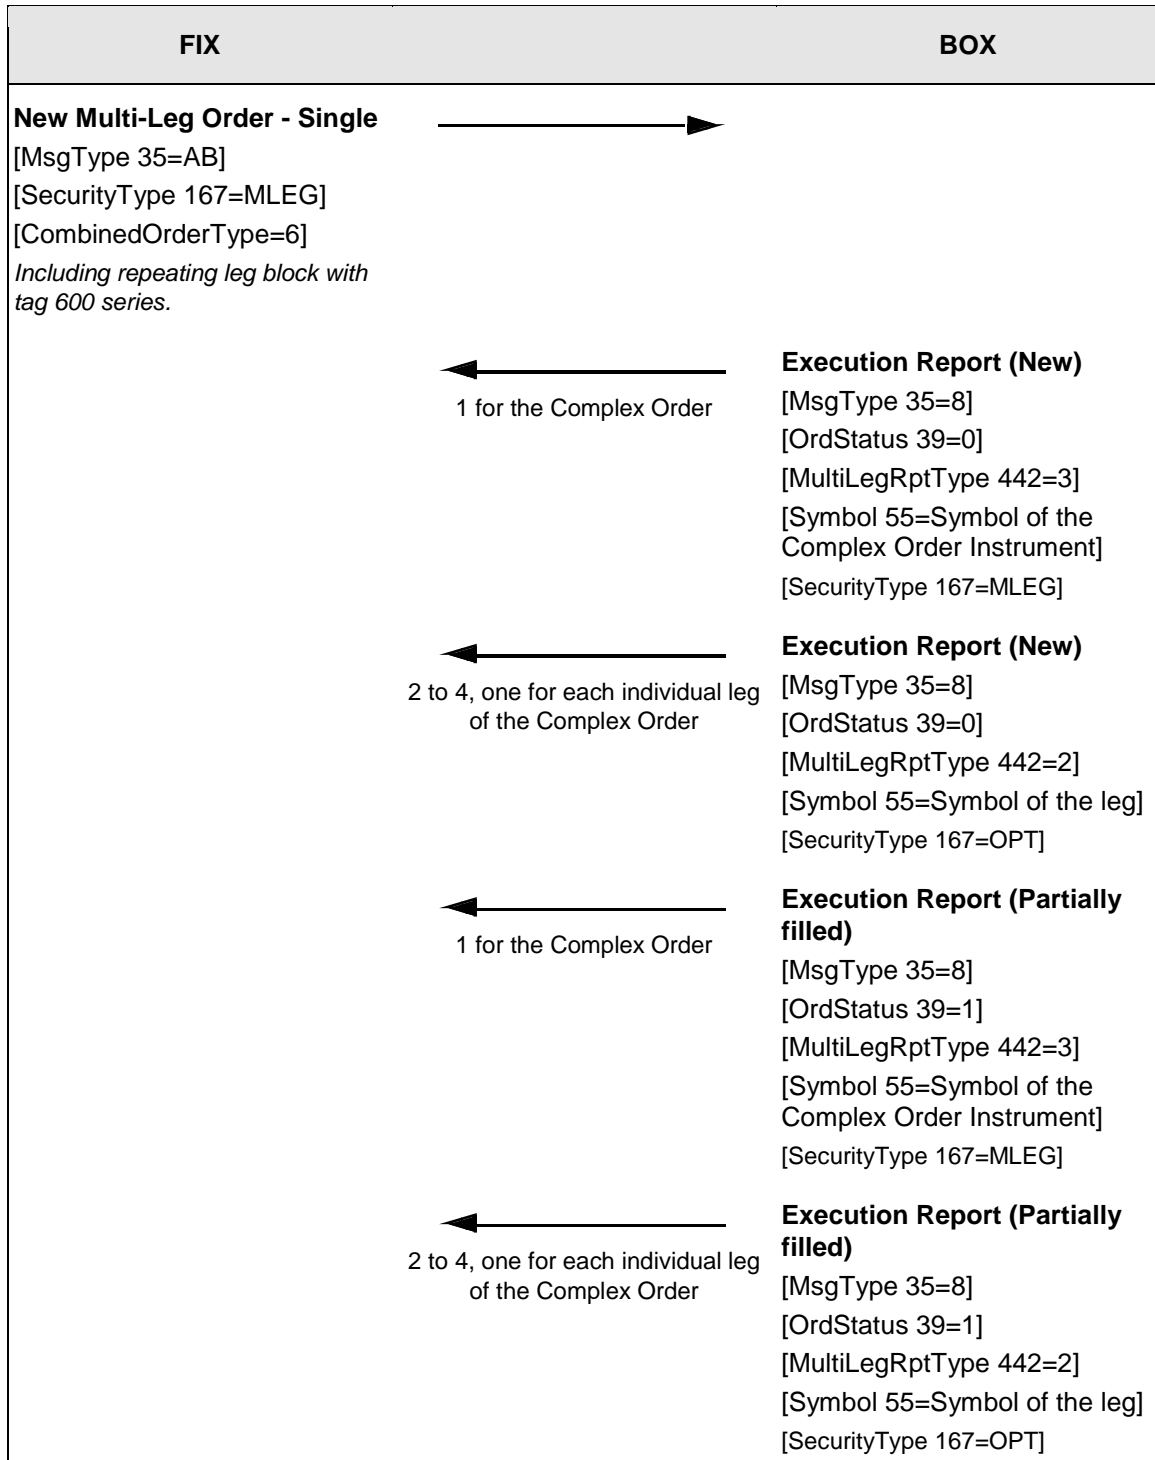 FIX
BOX
New Multi-Leg Order - Single
[MsgType 35=AB]
[SecurityType 167=MLEG]
[CombinedOrderType=6]
Including repeating leg block with
tag 600 series.
1 for the Complex Order
Execution Report (New)
[MsgType 35=8]
[OrdStatus 39=0]
[MultiLegRptType 442=3]
[Symbol 55=Symbol of the
Complex Order Instrument]
[SecurityType 167=MLEG]
2 to 4, one for each individual leg
of the Complex Order
Execution Report (New)
[MsgType 35=8]
[OrdStatus 39=0]
[MultiLegRptType 442=2]
[Symbol 55=Symbol of the leg]
[SecurityType 167=OPT]
1 for the Complex Order
Execution Report (Partially
filled)
[MsgType 35=8]
[OrdStatus 39=1]
[MultiLegRptType 442=3]
[Symbol 55=Symbol of the
Complex Order Instrument]
[SecurityType 167=MLEG]
2 to 4, one for each individual leg
of the Complex Order
Execution Report (Partially
filled)
[MsgType 35=8]
[OrdStatus 39=1]
[MultiLegRptType 442=2]
[Symbol 55=Symbol of the leg]
[SecurityType 167=OPT]